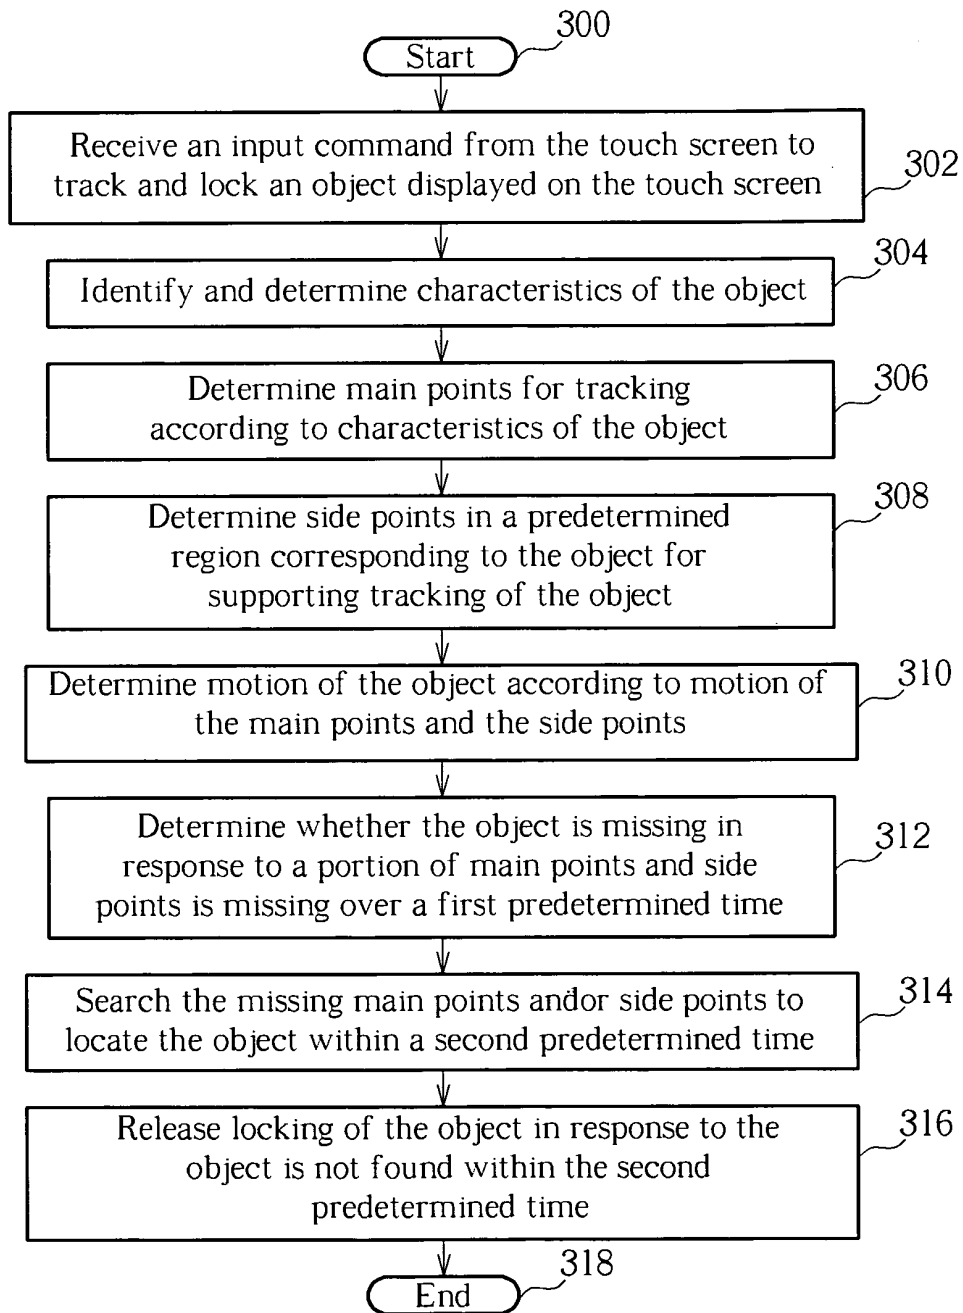 300
Start
Receive an input command from the touch screen to
track and lock an object displayed on the touch screen
302
304
Identify and determine characteristics of the object
306
Determine main points for tracking
according to characteristics of the object
308
Determine side points in a predetermined
region corresponding to the object for
supporting tracking of the object
310
Determine motion of the object according to motion of
the main points and the side points
312
Determine whether the object is missing in
response to a portion of main points and side
points is missing over a first predetermined time
314
Search the missing main points andor side points to
locate the object within a second predetermined time
316
Release locking of the object in response to the
object is not found within the second
predetermined time
318
End